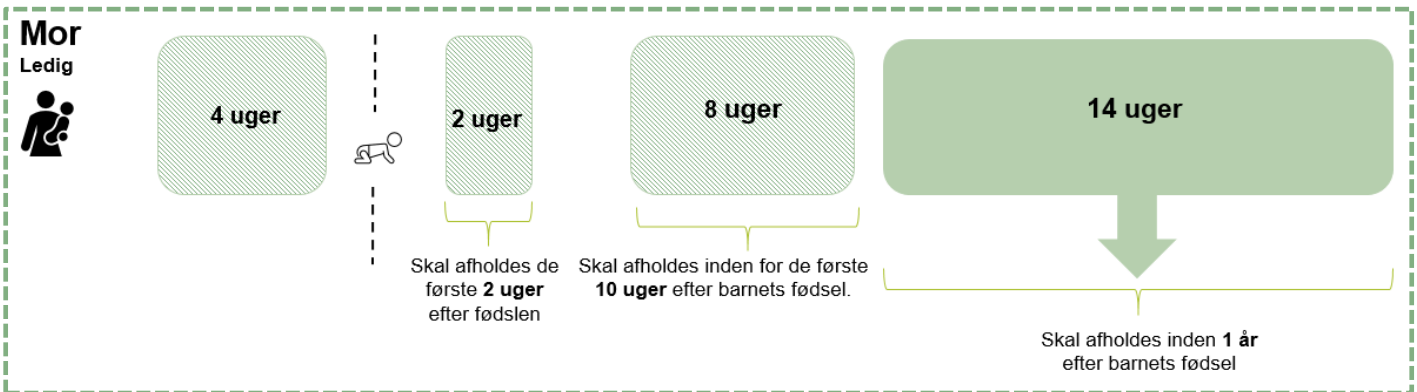 Mor
Ledig
4 uger
2 uger
8 uger
14 uger
Skal afholdes de
første 2 uger
efter fødslen
Skal afholdes inden for de første
10 uger efter barnets fødsel.
Skal afholdes inden 1 år
efter barnets fødsel